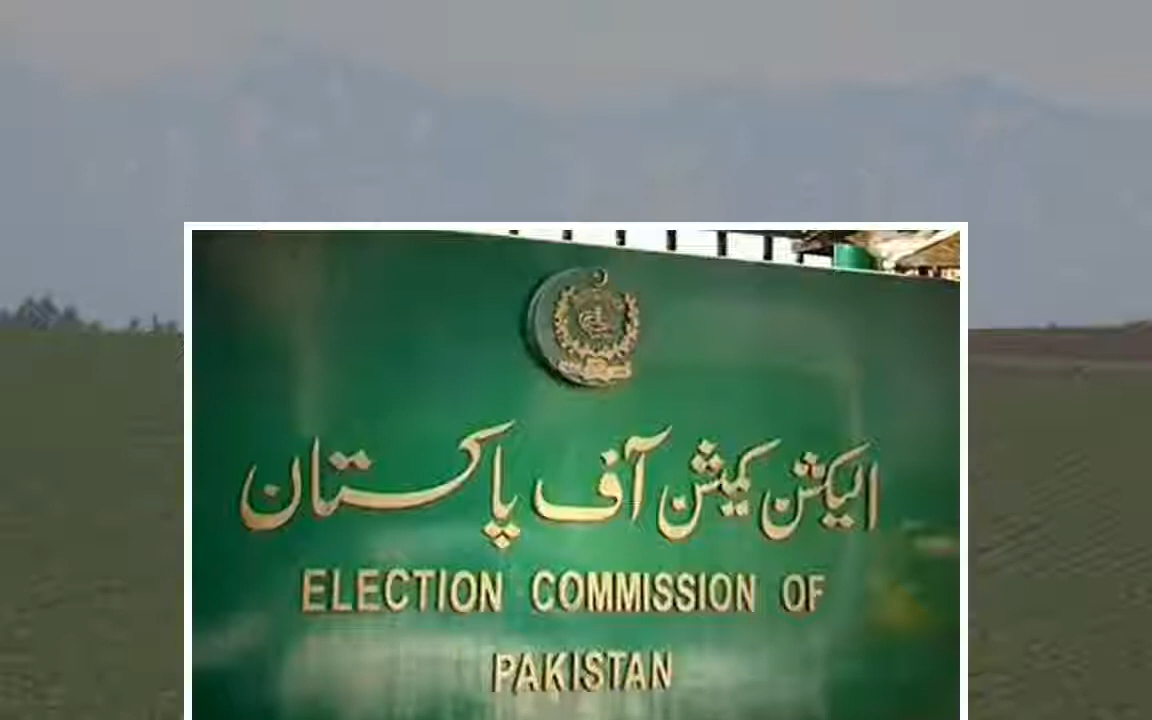 الیکشن کمیشن آف پاکستان
ELECTION COMMISSION OF
PAKISTAN